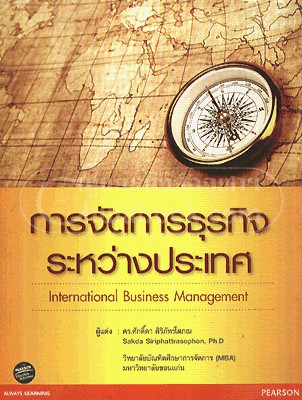 การจัดการธุรกิจ
ระหว่างประเทศ
International Business Management
ผู้แต่ง : ดร.ศักดิ์ดา ศิริภัทรโสภณ
Sakda Siriphattrasophon, Ph.D
วิทยาลัยบัณฑิตศึกษาการจัดการ (MBA)
มหาวิทยาลัยขอนแก่น
ALWAYS LEARNING
PEARSON